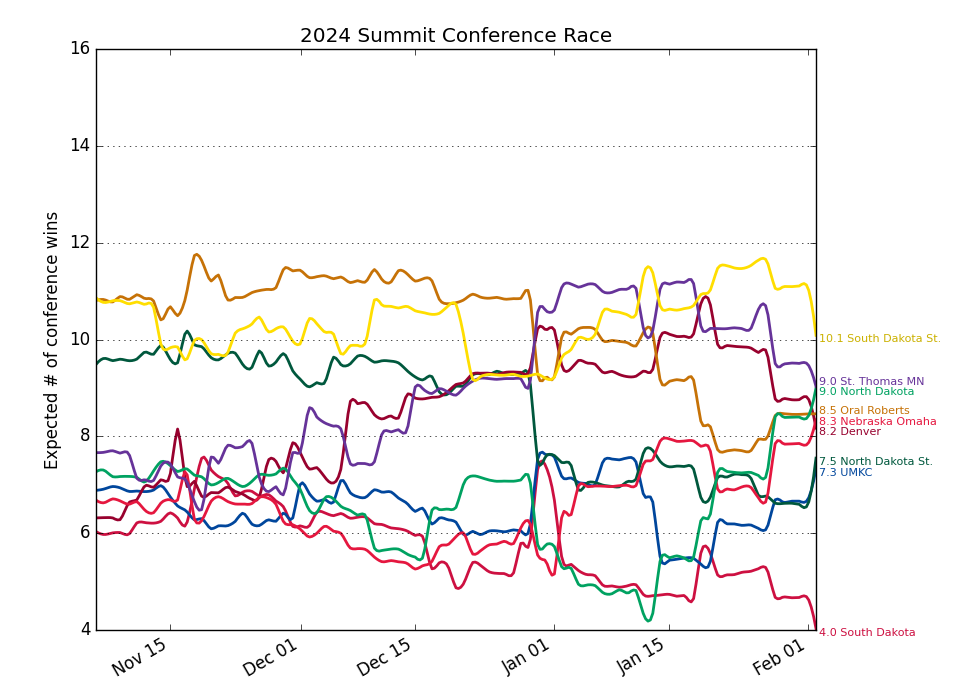 2024 Summit Conference Race
Expected # of conference wins
16
14
12
10
8
6
4
Nov 15
Dec 01
Dec 15
Jan 01
Jan 15
Feb 01
10.1 South Dakota St.
9.0 St. Thomas MN
9.0 North Dakota
8.5 Oral Roberts
8.3 Nebraska Omaha
8.2 Denver
7.5 North Dakota St.
7.3 UMKC
4.0 South Dakota